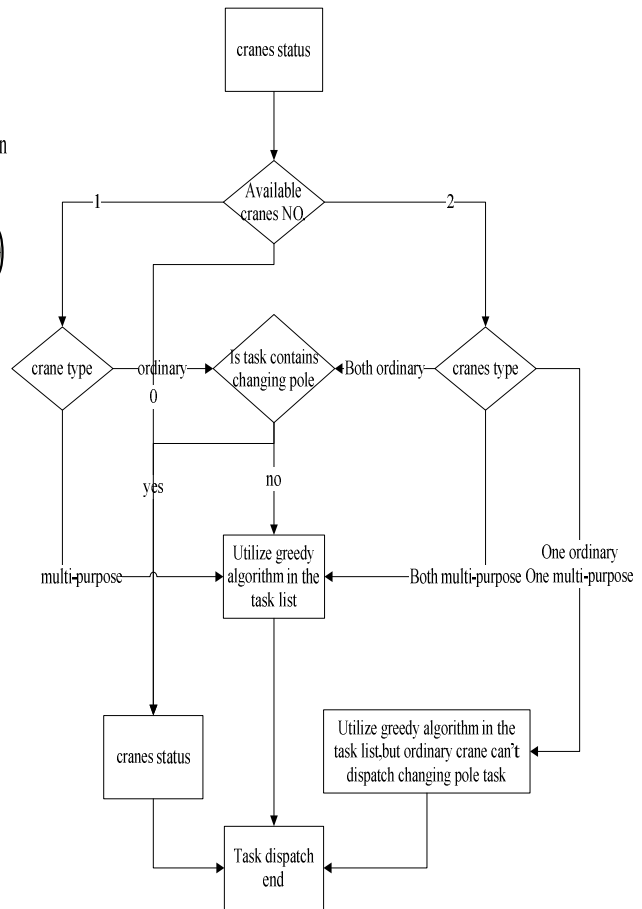 cranes status
n
Available
cranes NO.
1
2
crane type
ordinary
Is task contains
changing pole
Both ordinary
cranes type
0
yes
no
One ordinary
One multi-purpose
multi-purpose
Utilize greedy
algorithm in the
task list
Both multi-purpose
cranes status
Utilize greedy algorithm in the
task list,but ordinary crane can't
dispatch changing pole task
Task dispatch
end